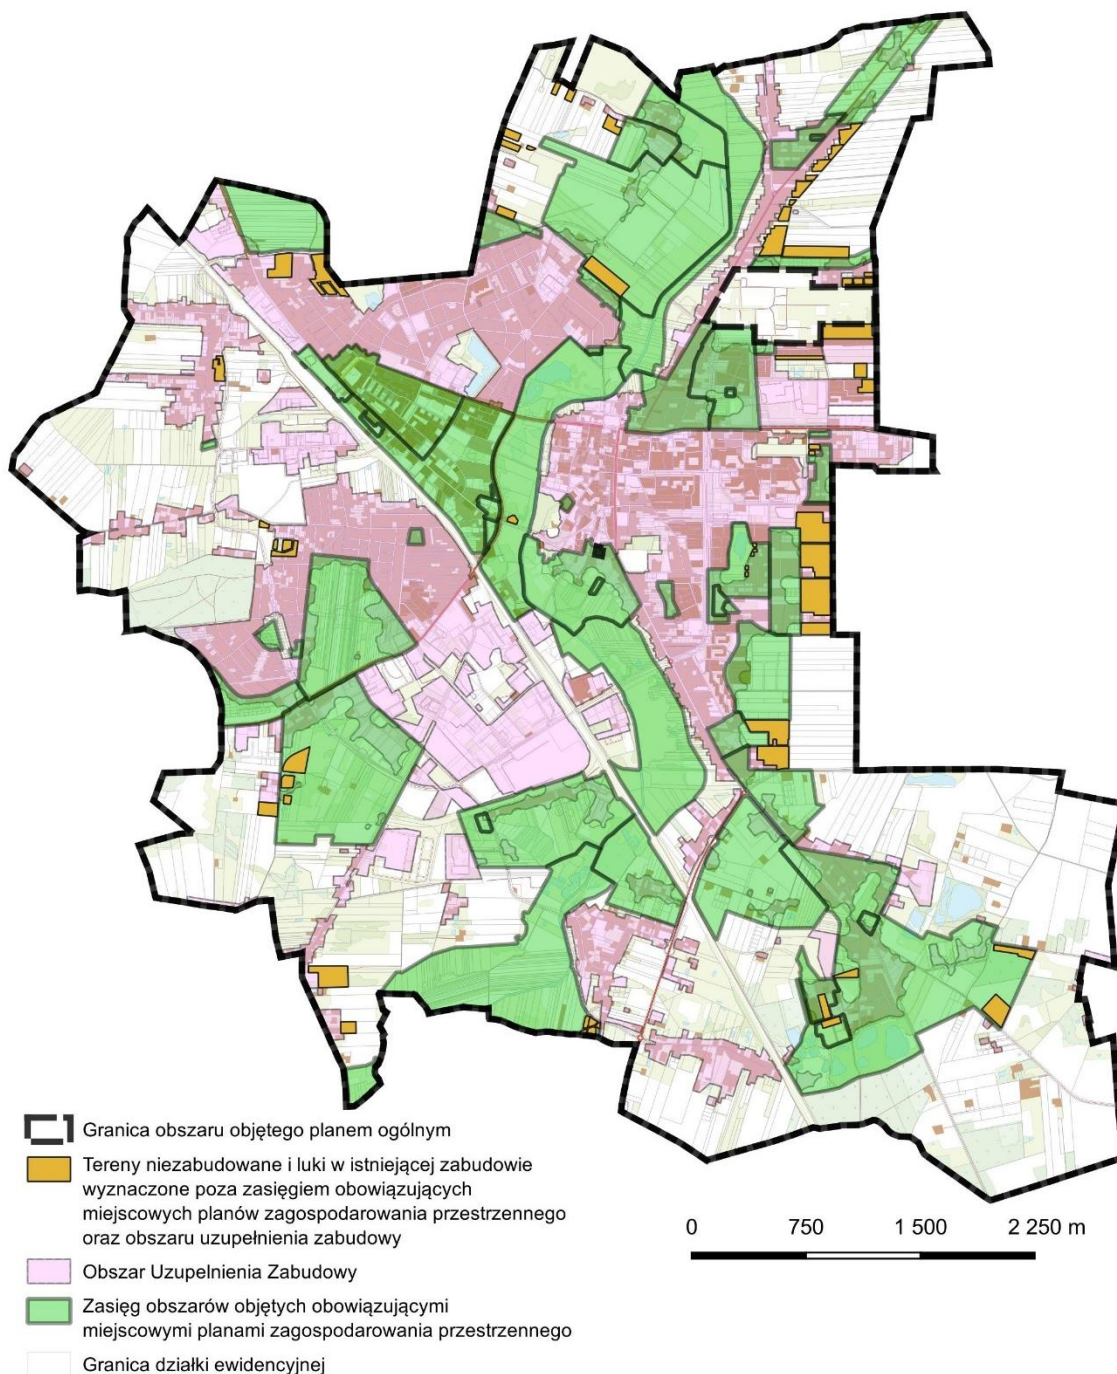 Granica obszaru objętego planem ogólnym
Tereny niezabudowane i luki w istniejącej zabudowie
wyznaczone poza zasięgiem obowiązujących
miejscowych planów zagospodarowania przestrzennego
oraz obszaru uzupełnienia zabudowy
0 750 1 500 2 250 m
Obszar Uzupelnienia Zabudowy
Zasięg obszarów objętych obowiązującymi
miejscowymi planami zagospodarowania przestrzennego
Granica działki ewidencyjnej